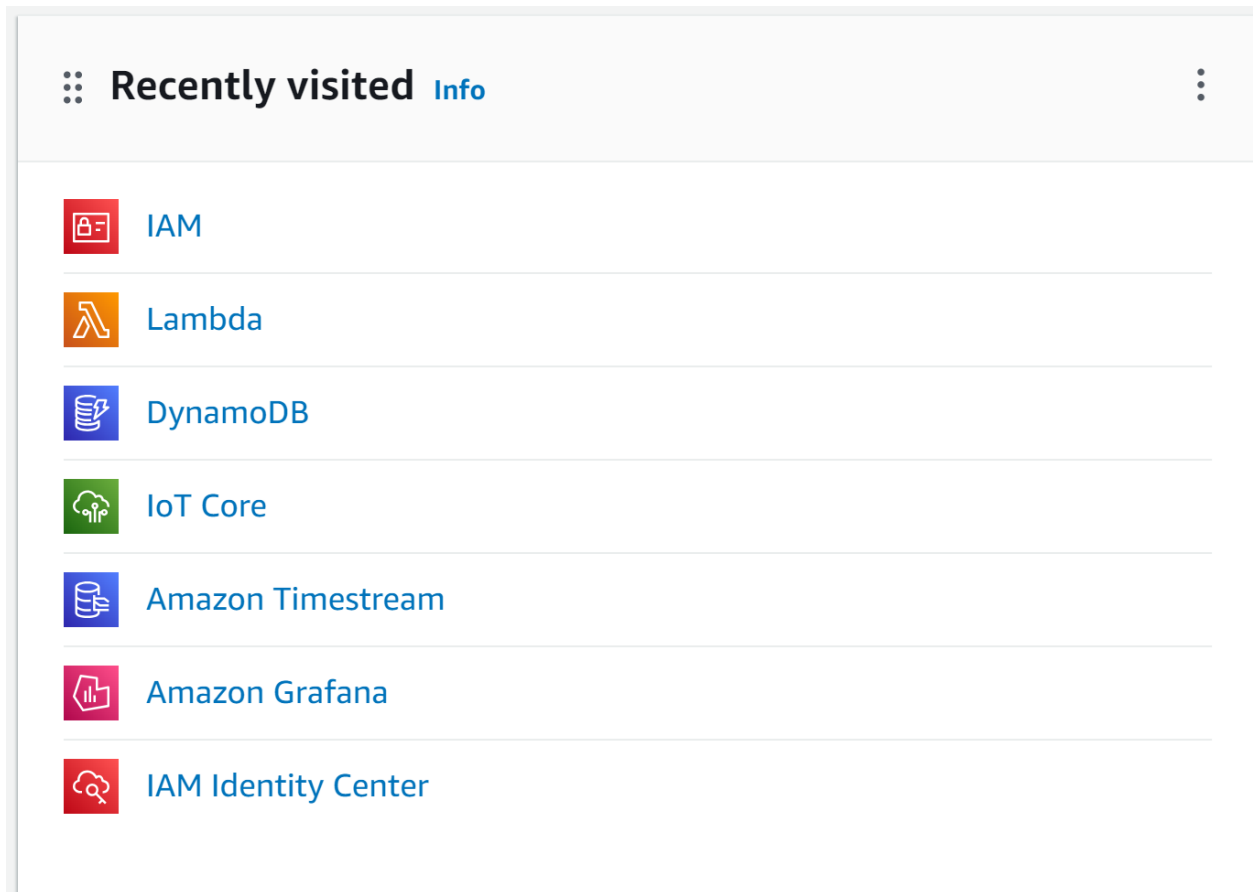 Recently visited Info
IAM
Lambda
DynamoDB
IoT Core
Amazon Timestream
Amazon Grafana
IAM Identity Center